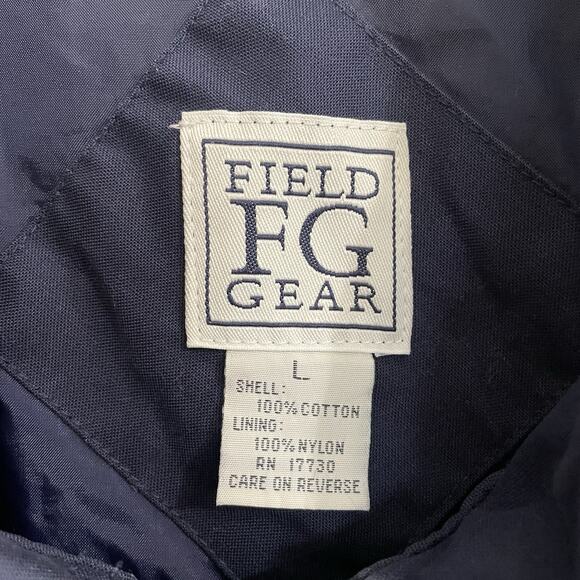 FIELD
FG
GEAR
L
SHELL:
100% COTTON
LINING:
100% NYLON
RN 17730
CARE ON REVERSE